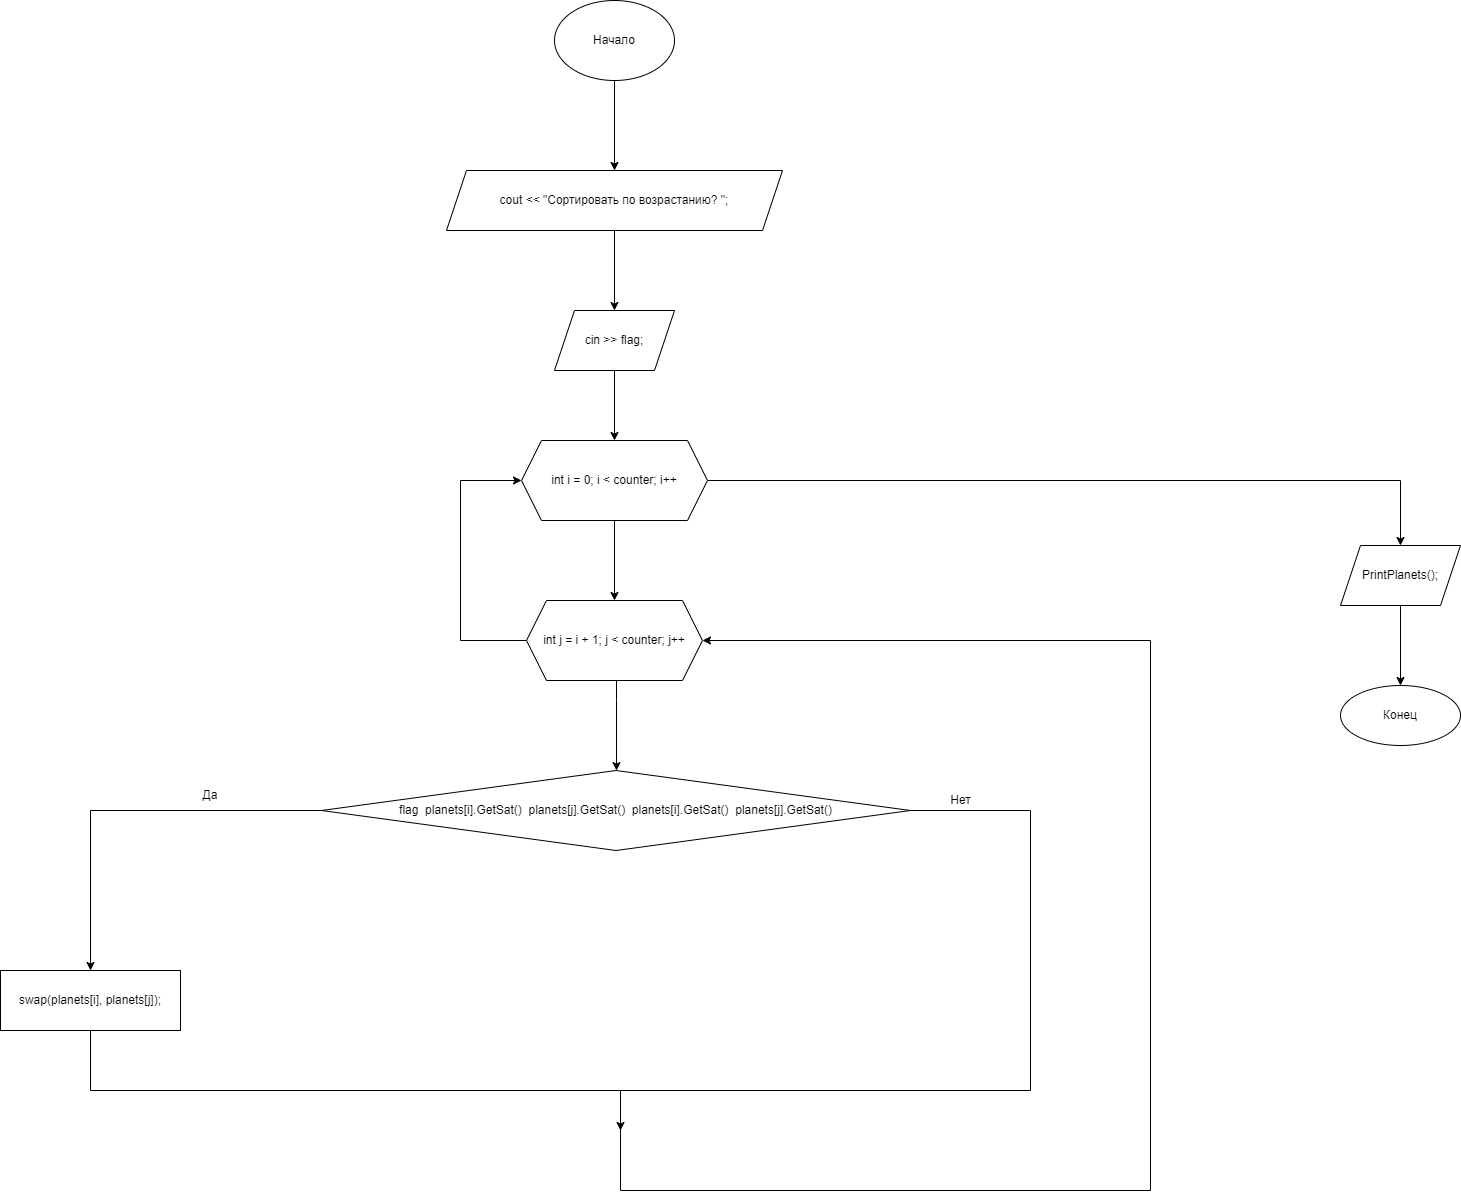 Начало
cout << "Сортировать по возрастанию? ";
cin >> flag;
int i = 0; i < counter; i++
int j = i + 1; j < counter; j++
PrintPlanets();
Конец
Да
Нет
flag  planets[i].GetSat()  planets[j].GetSat()  planets[i].GetSat()  planets[j].GetSat()
swap(planets[i], planets[j]);